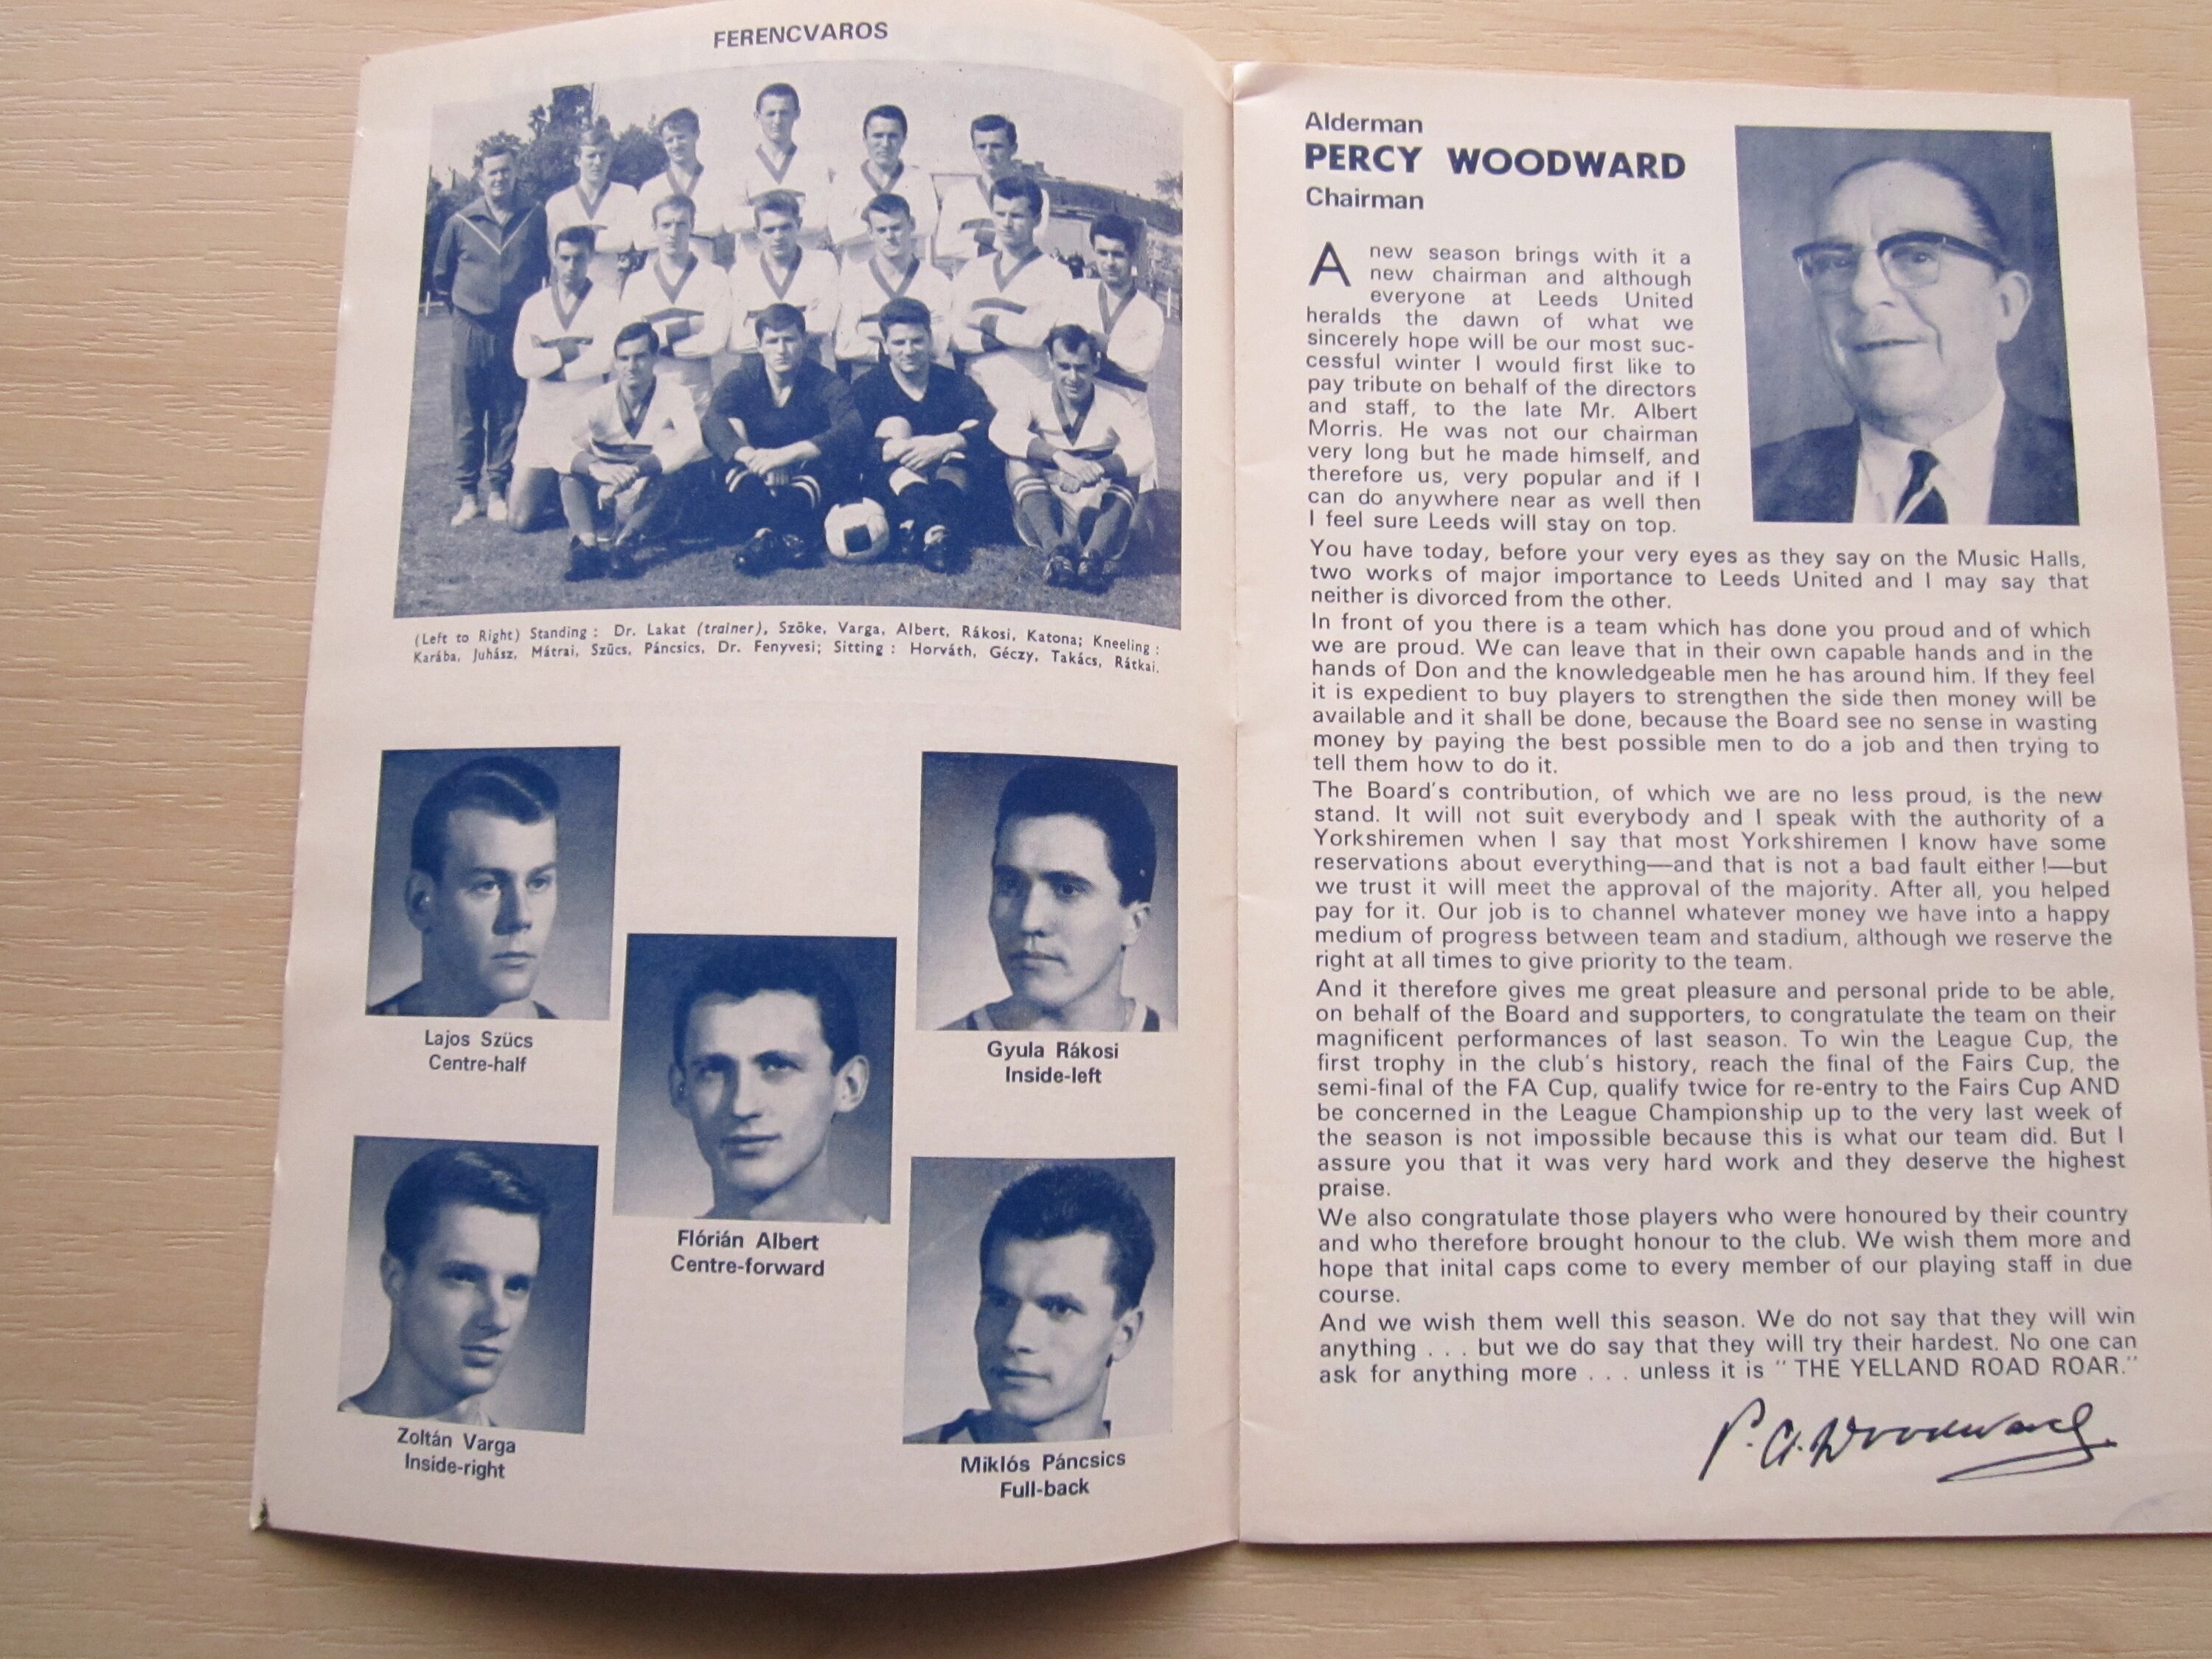 FERENCVAROS
(Left to Right) Standing : Dr. Lakat (trainer), Szõke, Varga, Albert, Rákosi, Katona; Kneeling :
Karába, Juhász, Mátrai, Szücs, Páncsics, Dr. Fenyvesi; Sitting : Horváth, Géczy, Takács, Rátkai.
Lajos Szücs
Centre-half
Gyula Rákosi
Inside-left
Flórián Albert
Centre-forward
Zoltán Varga
Inside-right
Miklós Páncsics
Full-back
Alderman
PERCY WOODWARD
Chairman
A new season brings with it a
new chairman and although
everyone at Leeds United
heralds the dawn of what we
sincerely hope will be our most suc-
cessful winter I would first like to
pay tribute on behalf of the directors
and staff, to the late Mr. Albert
Morris. He was not our chairman
very long but he made himself, and
therefore us, very popular and if I
can do anywhere near as well then
I feel sure Leeds will stay on top.
You have today, before your very eyes as they say on the Music Halls,
two works of major importance to Leeds United and I may say that
neither is divorced from the other.
In front of you there is a team which has done you proud and of which
we are proud. We can leave that in their own capable hands and in the
hands of Don and the knowledgeable men he has around him. If they feel
it is expedient to buy players to strengthen the side then money will be
available and it shall be done, because the Board see no sense in wasting
money by paying the best possible men to do a job and then trying to
tell them how to do it.
The Board's contribution, of which we are no less proud, is the new
stand. It will not suit everybody and I speak with the authority of a
Yorkshiremen when I say that most Yorkshiremen I know have some
reservations about everything—and that is not a bad fault either !—but
we trust it will meet the approval of the majority. After all, you helped
pay for it. Our job is to channel whatever money we have into a happy
medium of progress between team and stadium, although we reserve the
right at all times to give priority to the team.
And it therefore gives me great pleasure and personal pride to be able,
on behalf of the Board and supporters, to congratulate the team on their
magnificent performances of last season. To win the League Cup, the
first trophy in the club's history, reach the final of the Fairs Cup, the
semi-final of the FA Cup, qualify twice for re-entry to the Fairs Cup AND
be concerned in the League Championship up to the very last week of
the season is not impossible because this is what our team did. But I
assure you that it was very hard work and they deserve the highest
praise.
We also congratulate those players who were honoured by their country
and who therefore brought honour to the club. We wish them more and
hope that inital caps come to every member of our playing staff in due
course.
And we wish them well this season. We do not say that they will win
anything . . . but we do say that they will try their hardest. No one can
ask for anything more . . . unless it is "THE YELLAND ROAD ROAR."
P. A. Woodward.